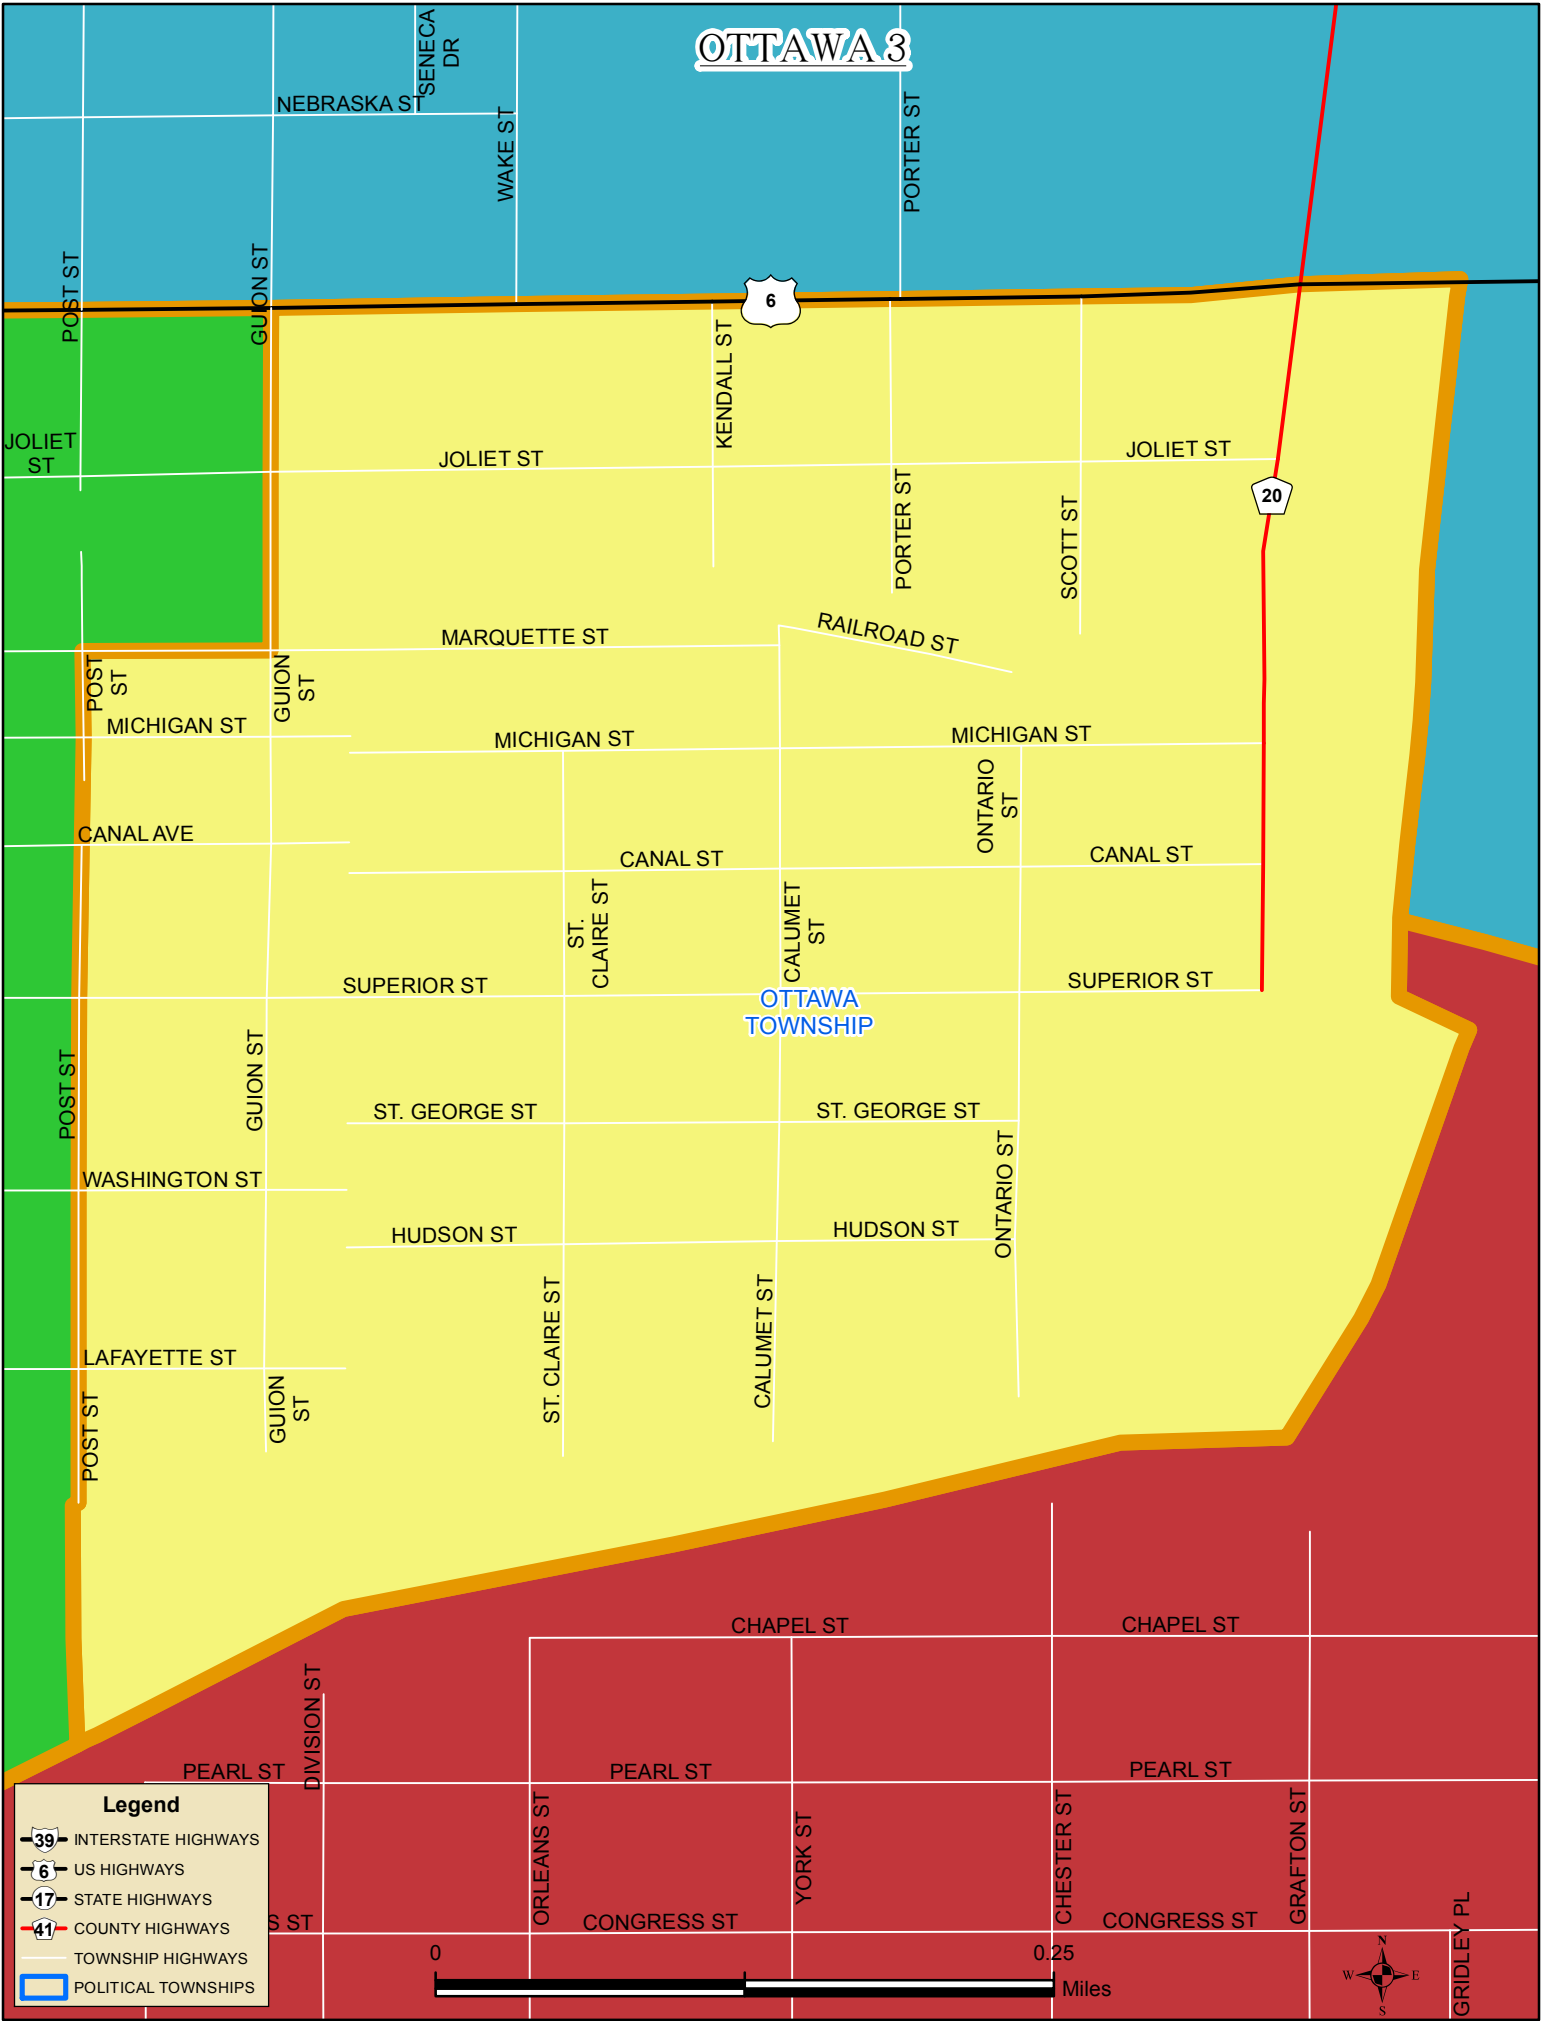 OTTAWA 3
SENECA
DR
NEBRASKA ST
WAKE ST
PORTER ST
POST ST
GUION ST
6
KENDALL ST
JOLIET
ST
JOLIET ST
JOLIET ST
PORTER ST
20
SCOTT ST
RAILROAD ST
MARQUETTE ST
POST
ST
GUION
ST
MICHIGAN ST
MICHIGAN ST
MICHIGAN ST
ONTARIO
ST
CANAL AVE
CANAL ST
CANAL ST
ST.
CLAIRE ST
CALUMET
ST
SUPERIOR ST
SUPERIOR ST
OTTAWA
TOWNSHIP
POST ST
GUION ST
ST. GEORGE ST
ST. GEORGE ST
ONTARIO ST
WASHINGTON ST
HUDSON ST
HUDSON ST
ST. CLAIRE ST
CALUMET ST
LAFAYETTE ST
POST ST
GUION
ST
CHAPEL ST
CHAPEL ST
DIVISION ST
PEARL ST
PEARL ST
PEARL ST
ORLEANS ST
YORK ST
CHESTER ST
GRAFTON ST
S ST
CONGRESS ST
CONGRESS ST
GRIDLEY PL
Legend
39 INTERSTATE HIGHWAYS
6 US HIGHWAYS
17 STATE HIGHWAYS
41 COUNTY HIGHWAYS
TOWNSHIP HIGHWAYS
POLITICAL TOWNSHIPS
0 0.25
Miles
N
W E
S